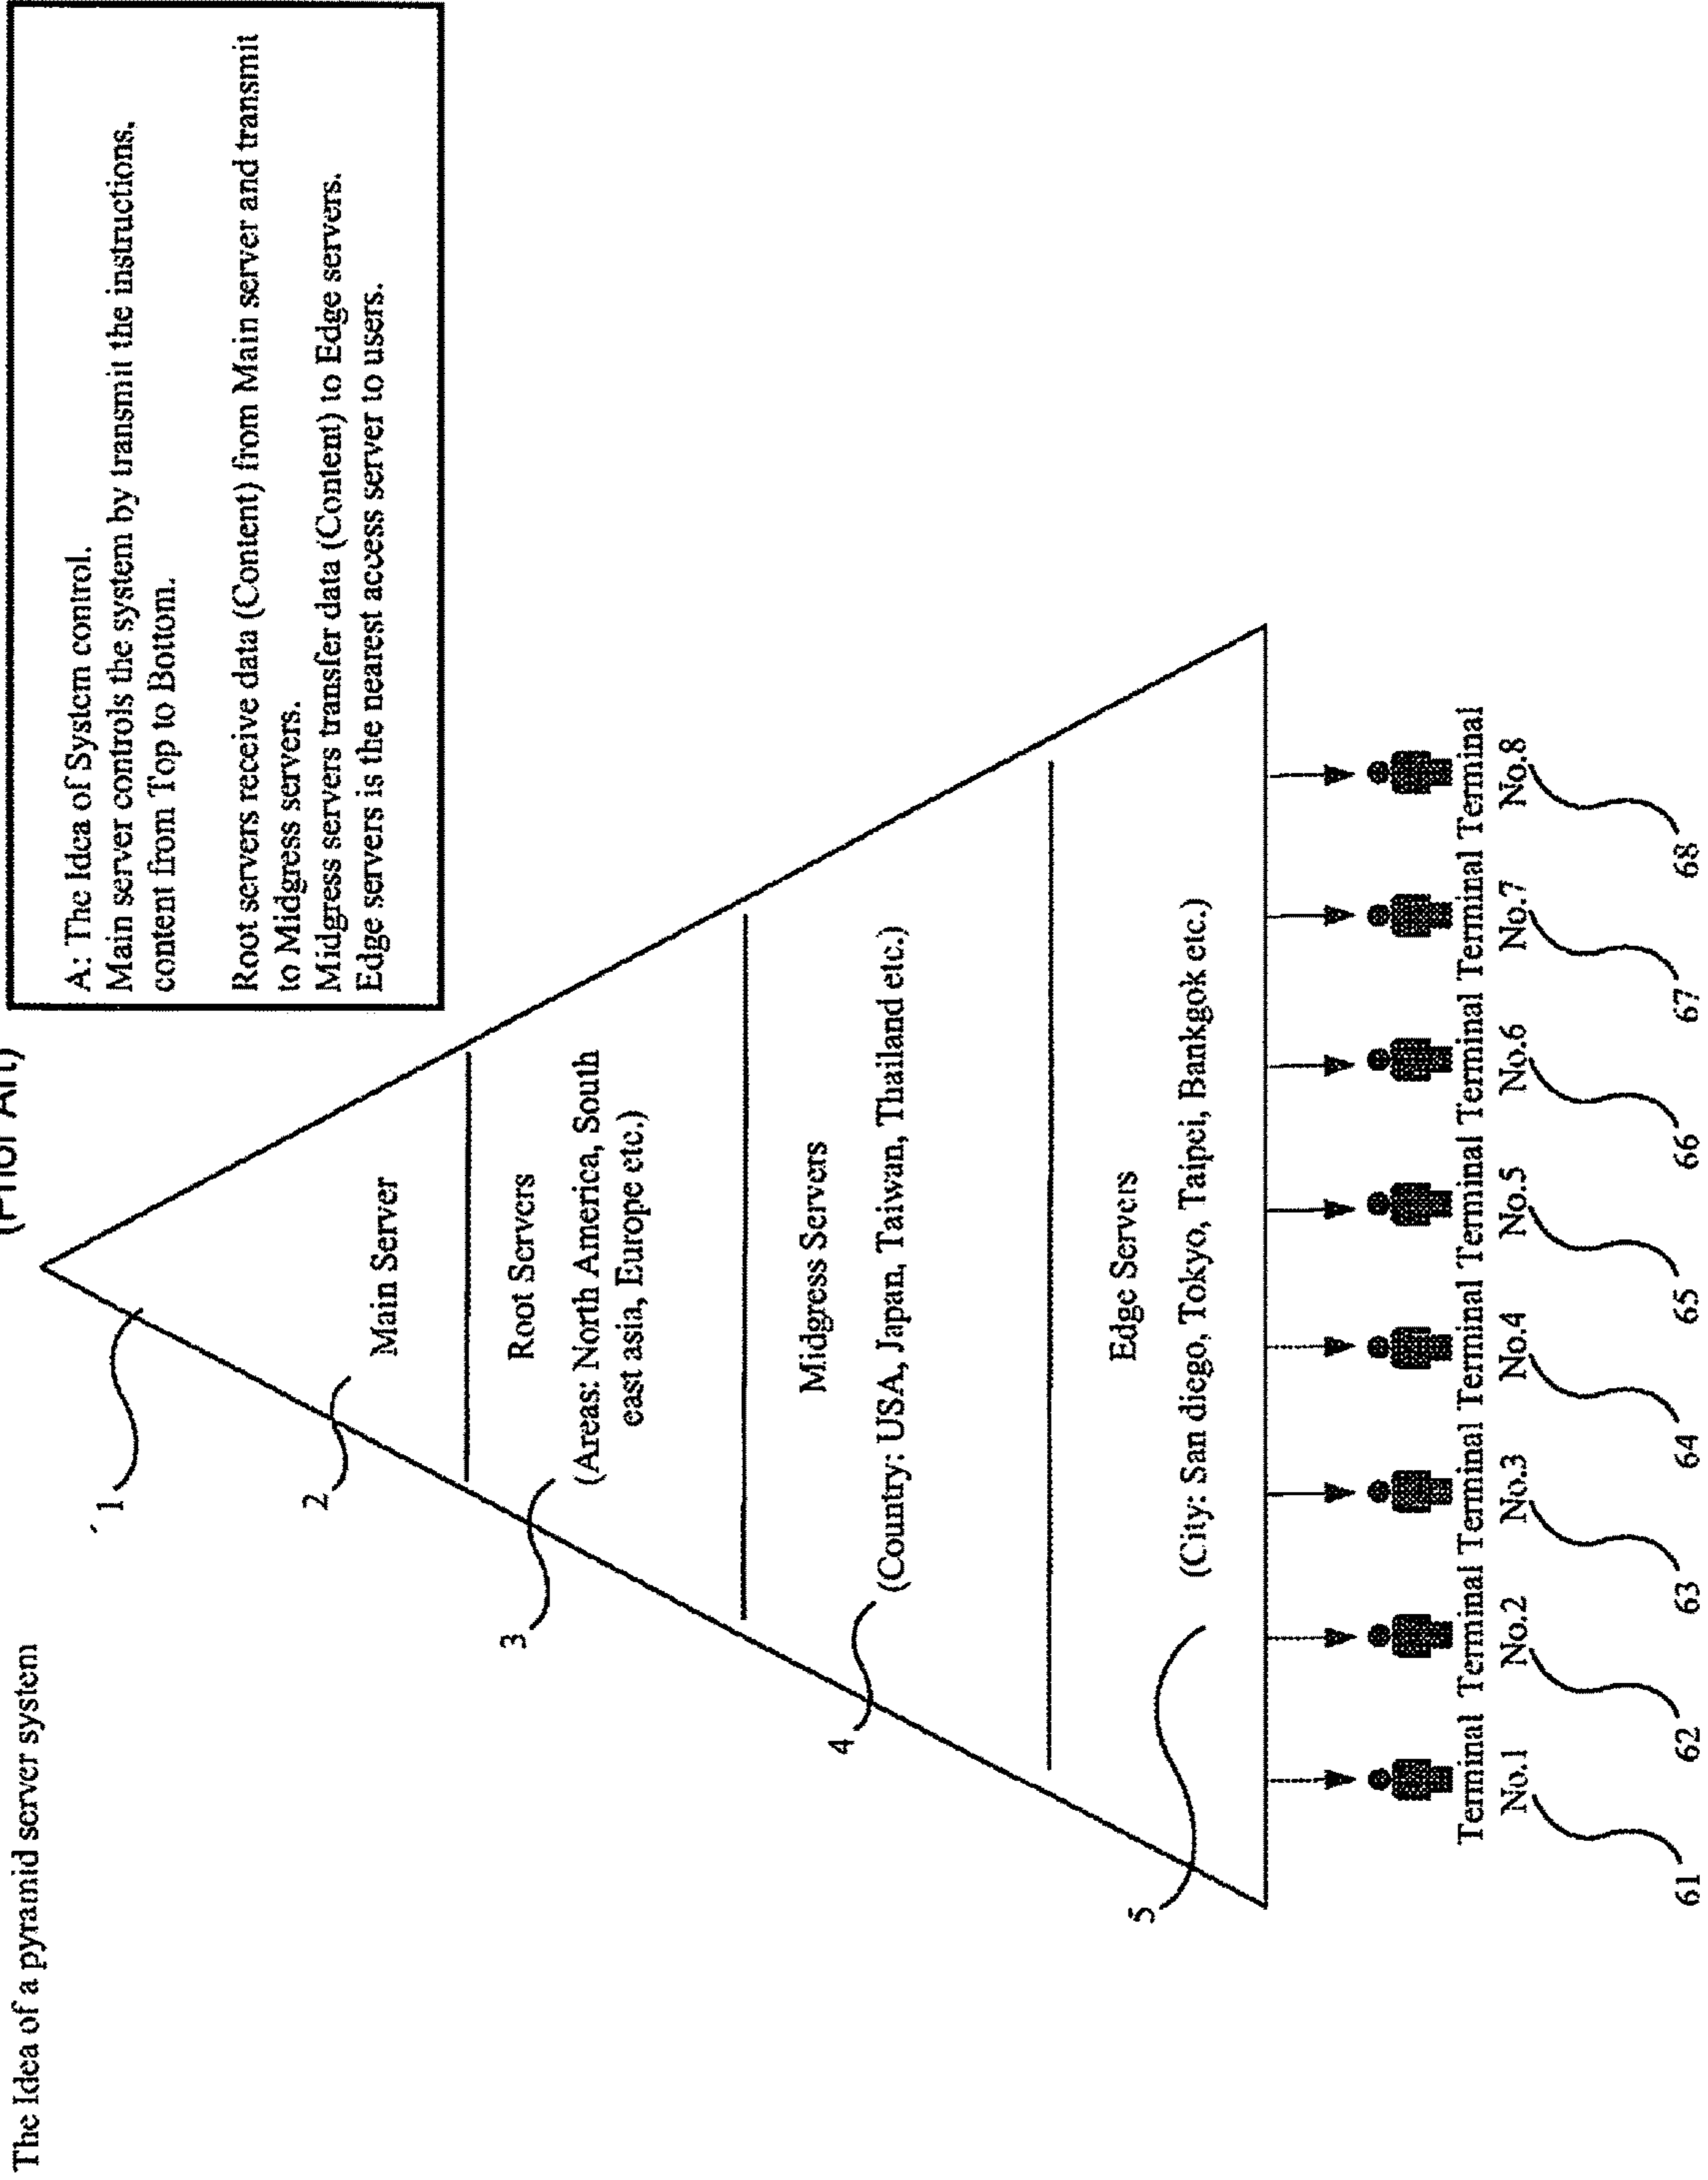 (Prior Art)
The Idea of a pyramid server system
A: The Idea of System control.
Main server controls the system by transmit the instructions,
content from Top to Bottom.
Root servers receive data (Content) from Main server and transmit
to Midgress servers.
Midgress servers transfer data (Content) to Edge servers.
Edge servers is the nearest access server to users.
1
2
Main Server
3
Root Servers
(Areas: North America, South
east asia, Europe etc.)
4
Midgress Servers
(Country: USA, Japan, Taiwan, Thailand etc.)
5
Edge Servers
(City: San diego, Tokyo, Taipei, Bankgok etc.)
Terminal Terminal Terminal Terminal Terminal Terminal Terminal Terminal
No.1 No.2 No.3 No.4 No.5 No.6 No.7 No.8
61 62 63 64 65 66 67 68